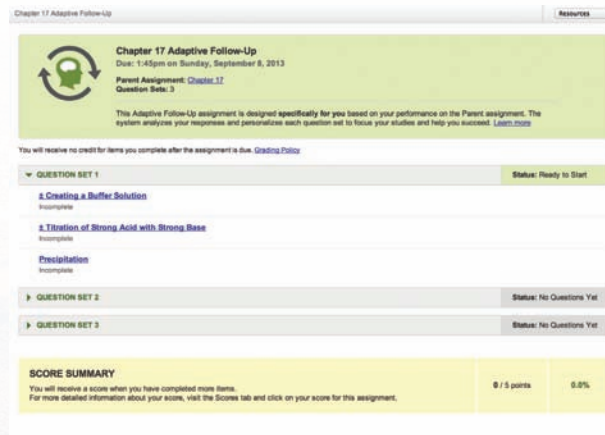 Chapter 17 Adaptive Follow-Up
Resources
Chapter 17 Adaptive Follow-Up
Due: 1:45pm on Sunday, September 8, 2013
Parent Assignment: Chapter 17
Question Sets: 3
This Adaptive Follow-Up assignment is designed specifically for you based on your performance on the Parent assignment. The
system analyzes your responses and personalizes each question set to focus your studies and help you succeed. Learn more
You will receive no credit for items you complete after the assignment is due. Grading Policy
QUESTION SET 1 Status: Ready to Start
± Creating a Buffer Solution
Incomplete
± Titration of Strong Acid with Strong Base
Incomplete
Precipitation
Incomplete
QUESTION SET 2 Status: No Questions Yet
QUESTION SET 3 Status: No Questions Yet
SCORE SUMMARY
You will receive a score when you have completed more items.
For more detailed information about your score, visit the Scores tab and click on your score for this assignment.
0 / 5 points 0.0%